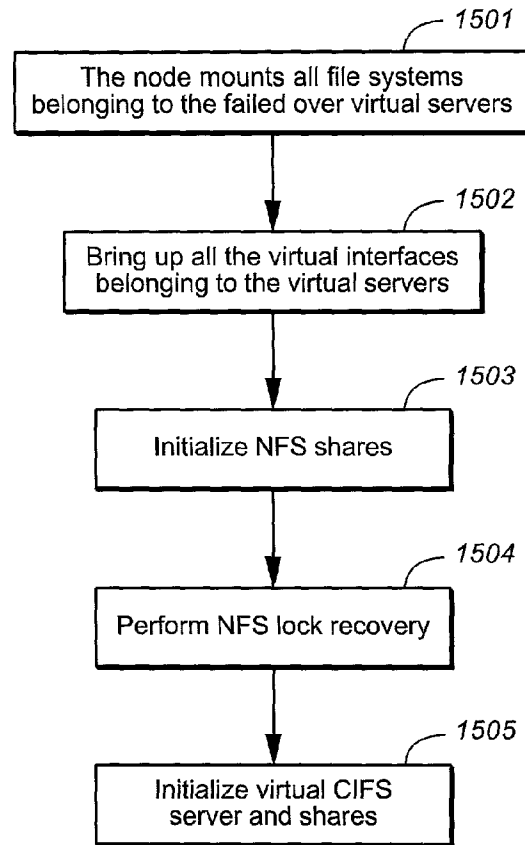 1501
The node mounts all file systems
belonging to the failed over virtual servers
1502
Bring up all the virtual interfaces
belonging to the virtual servers
1503
Initialize NFS shares
1504
Perform NFS lock recovery
1505
Initialize virtual CIFS
server and shares